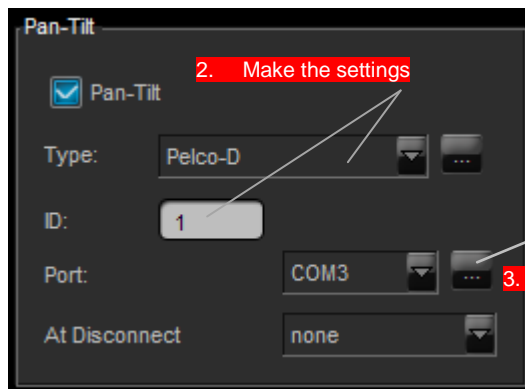 Pan-Tilt
2. Make the settings
Pan-Tilt
Type: Pelco-D ...
ID: 1
Port: COM3 ...
3.
At Disconnect none